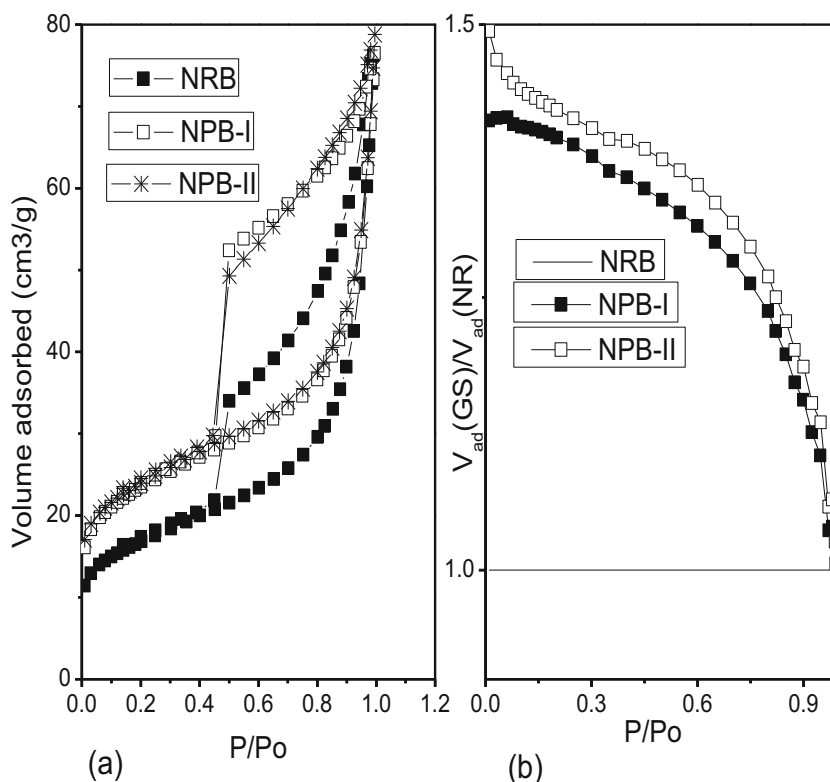 80
60
40
20
0
Volume adsorbed (cm3/g)
NRB
NPB-I
NPB-II
0.0 0.2 0.4 0.6 0.8 1.0 1.2
P/Po
(a)
1.5
1.0
V_ad(GS)/V_ad(NR)
NRB
NPB-I
NPB-II
0.0 0.3 0.6 0.9
P/Po
(b)